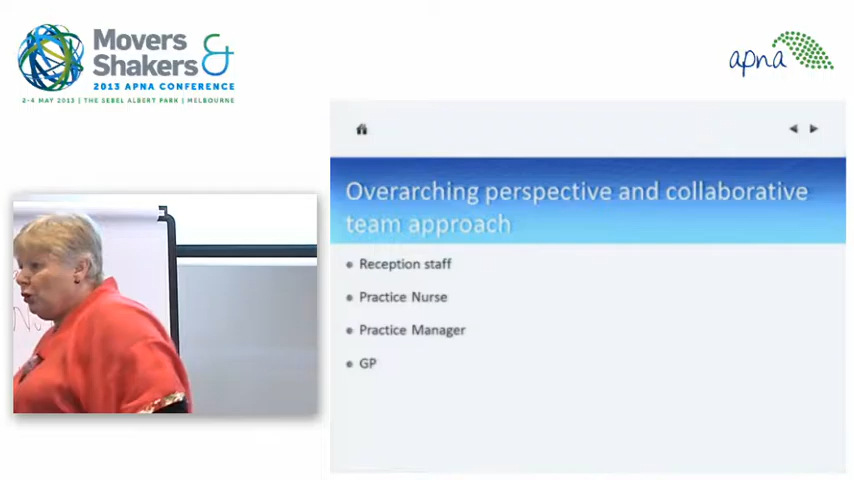 Movers
Shakers &
2013 APNA CONFERENCE
2-4 MAY 2013 | THE SEBEL ALBERT PARK | MELBOURNE
apna
Overarching perspective and collaborative
team approach
Reception staff
Practice Nurse
Practice Manager
GP